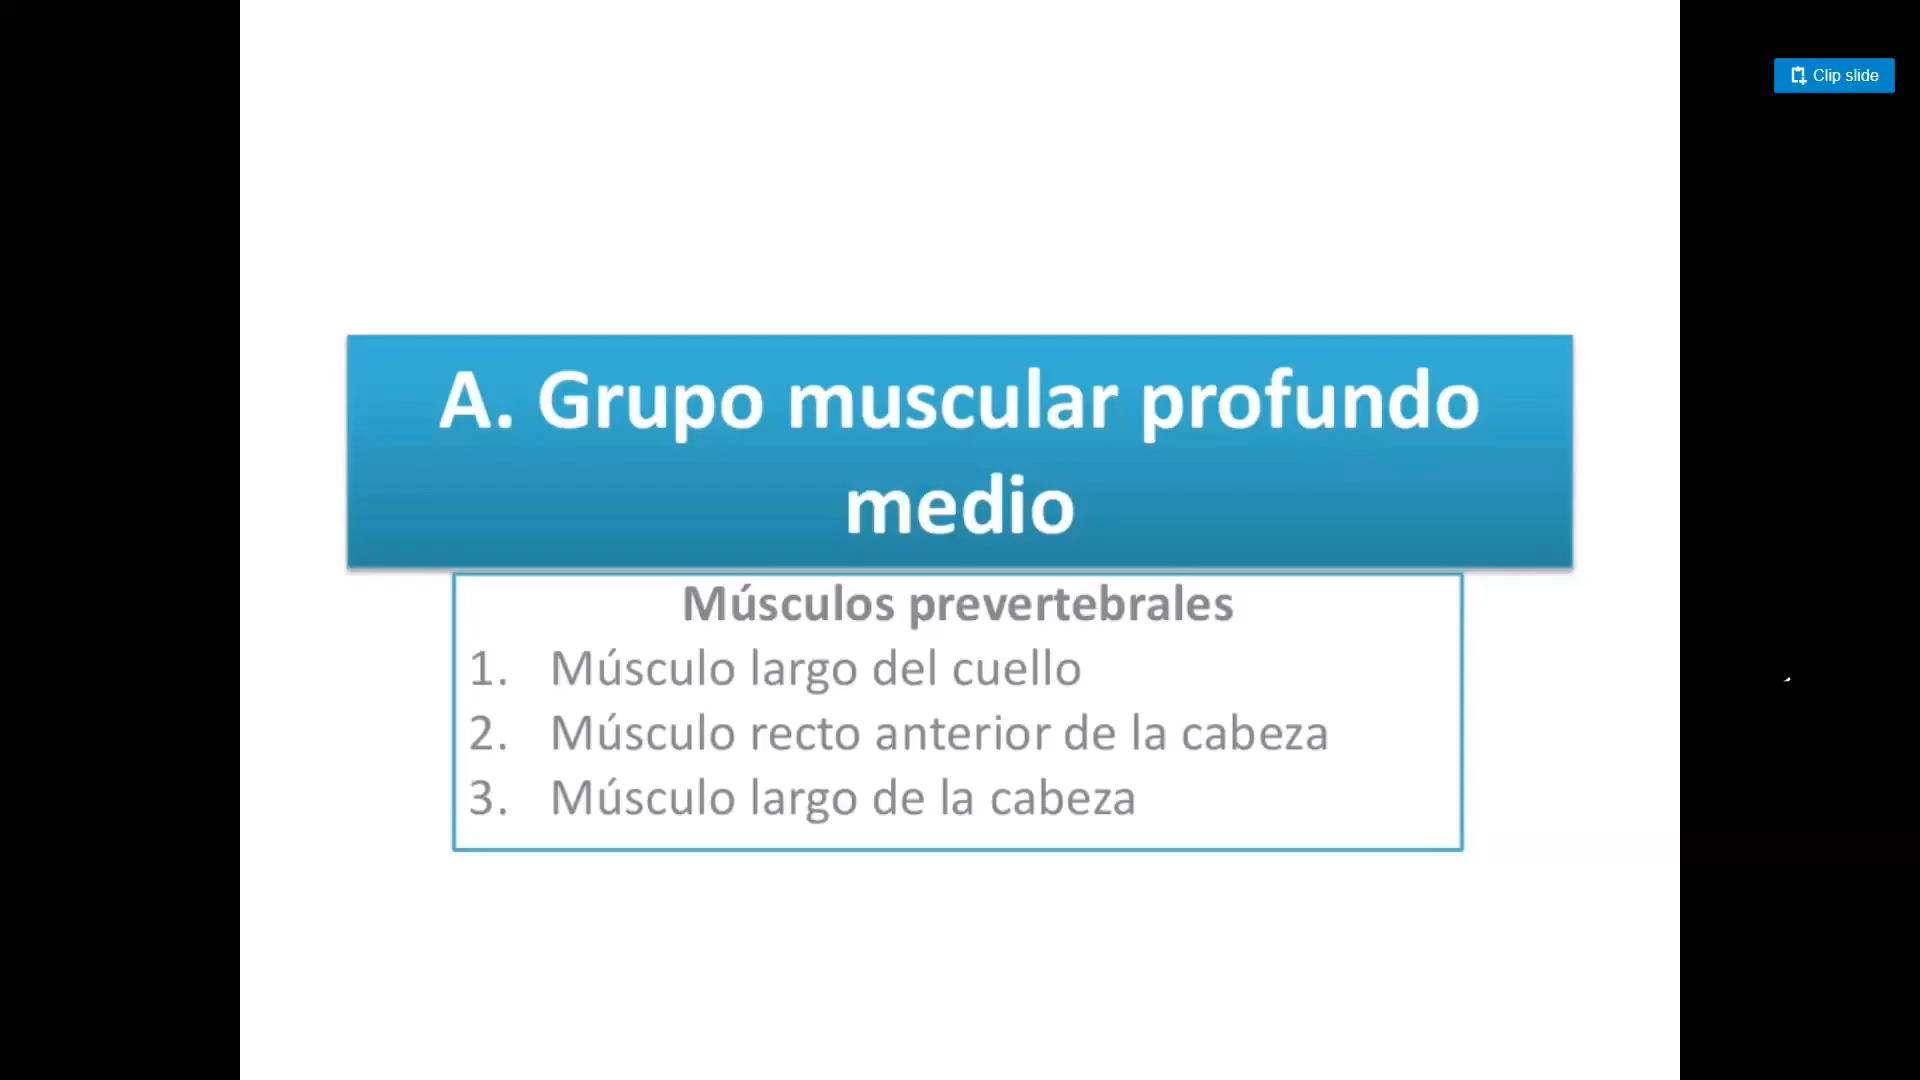 Clip slide
A. Grupo muscular profundo
medio
Músculos prevertebrales
1. Músculo largo del cuello
2. Músculo recto anterior de la cabeza
3. Músculo largo de la cabeza